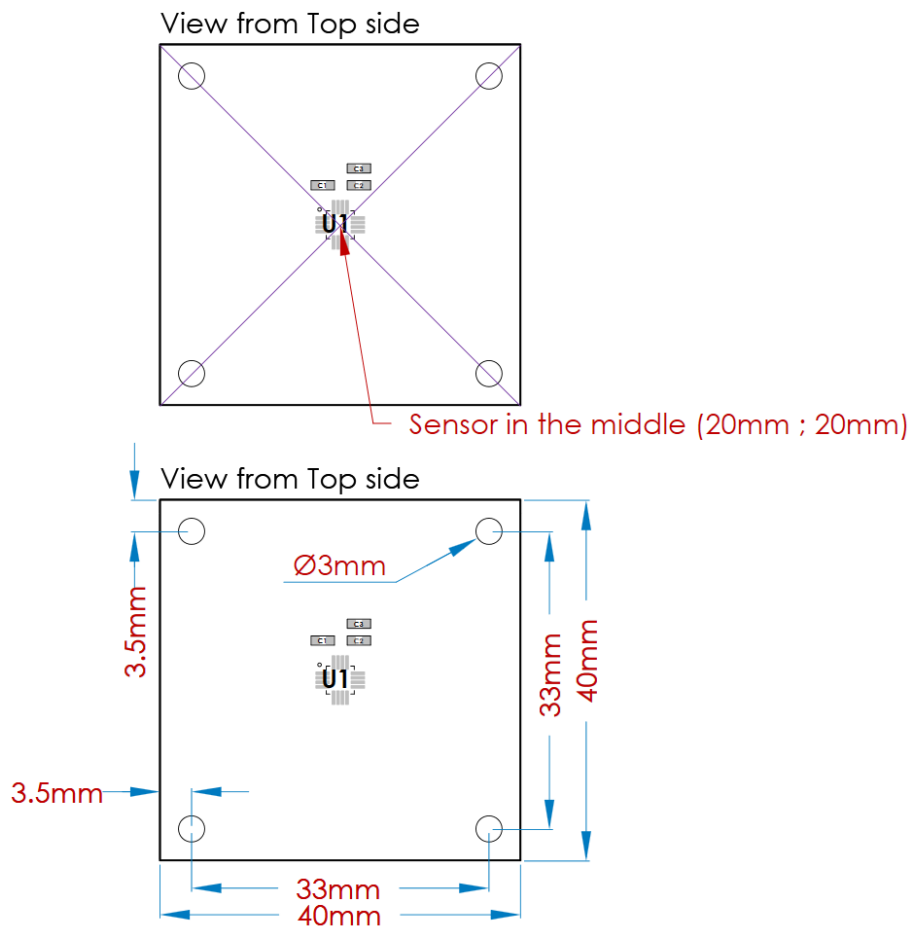 View from Top side
C3
C1 C2
U1
Sensor in the middle (20mm ; 20mm)
View from Top side
Ø3mm
3.5mm
C3
C1 C2
U1
33mm
40mm
3.5mm
33mm
40mm